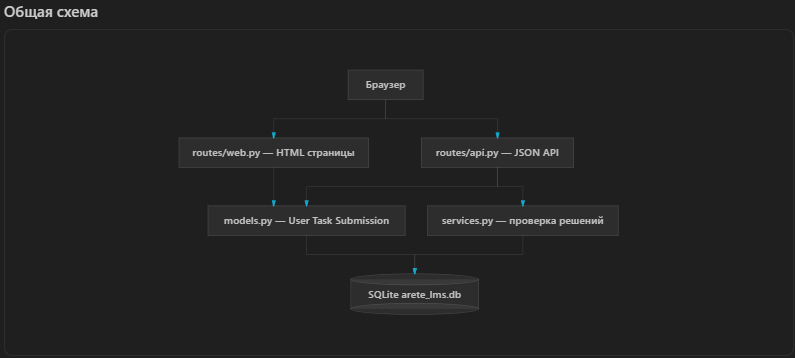 Общая схема
Браузер
routes/web.py — HTML страницы
routes/api.py — JSON API
models.py — User Task Submission
services.py — проверка решений
SQLite arete_lms.db